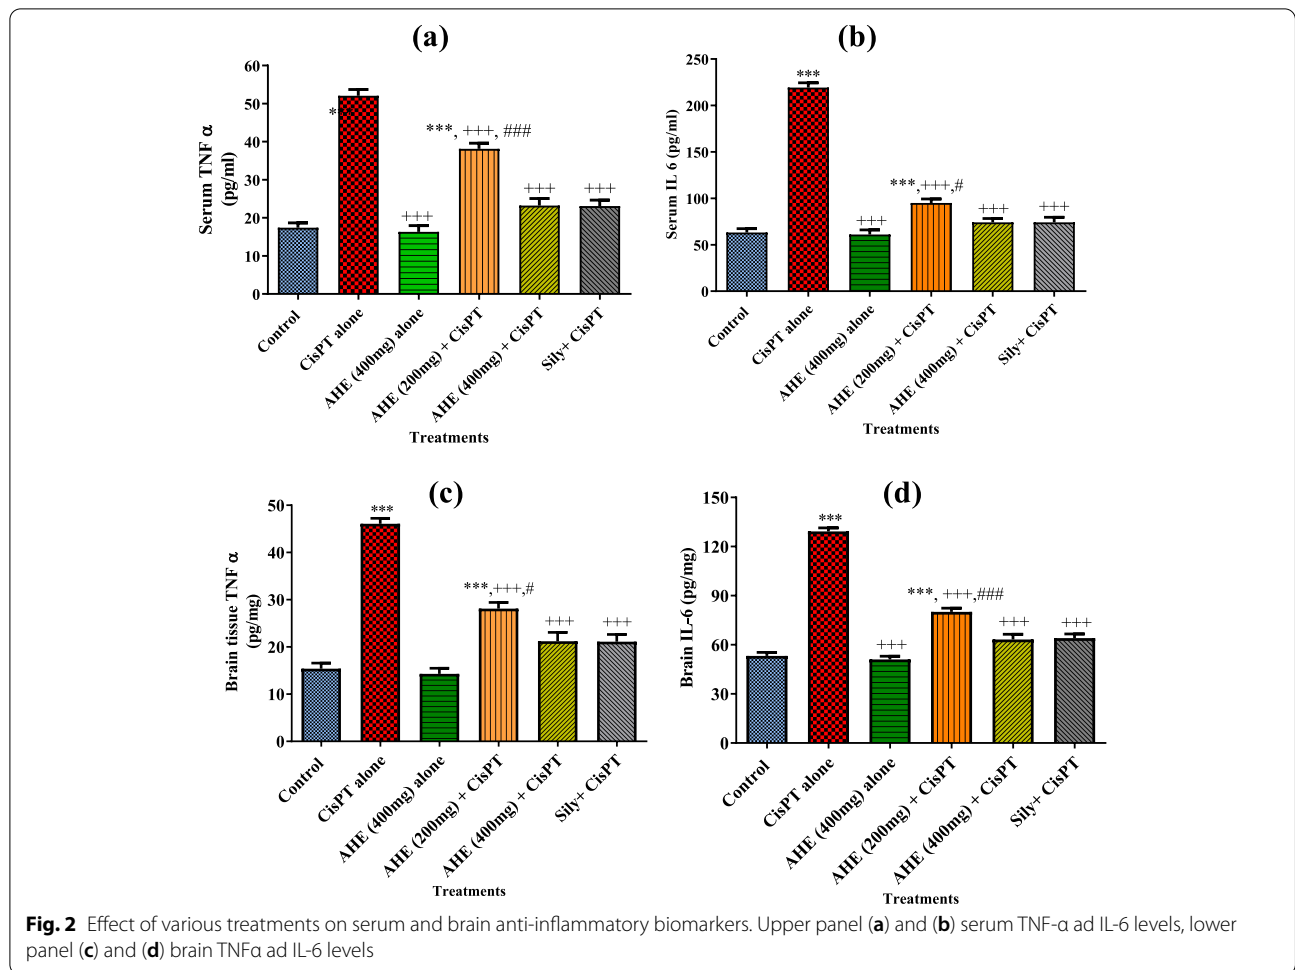 (a)
Serum TNF α
(pg/ml)
60
50
40
30
20
10
0
***
+++
***, +++, ###
+++
+++
Control
CisPT alone
AHE (400mg) alone
AHE (200mg) + CisPT
AHE (400mg) + CisPT
Sily+ CisPT
Treatments
(b)
Serum IL 6 (pg/ml)
250
200
150
100
50
0
***
+++
***,+++,#
+++
+++
Control
CisPT alone
AHE (400mg) alone
AHE (200mg) + CisPT
AHE (400mg) + CisPT
Sily+ CisPT
Treatments
(c)
Brain tissue TNF α
(pg/mg)
50
40
30
20
10
0
***
***,+++,#
+++
+++
Control
CisPT alone
AHE (400mg) alone
AHE (200mg) + CisPT
AHE (400mg) + CisPT
Sily+ CisPT
Treatments
(d)
Brain IL-6 (pg/mg)
150
120
90
60
30
0
***
+++
***, +++,###
+++
+++
Control
CisPT alone
AHE (400mg) alone
AHE (200mg) + CisPT
AHE (400mg) + CisPT
Sily+ CisPT
Treatments
Fig. 2 Effect of various treatments on serum and brain anti-inflammatory biomarkers. Upper panel (a) and (b) serum TNF-α ad IL-6 levels, lower
panel (c) and (d) brain TNFα ad IL-6 levels